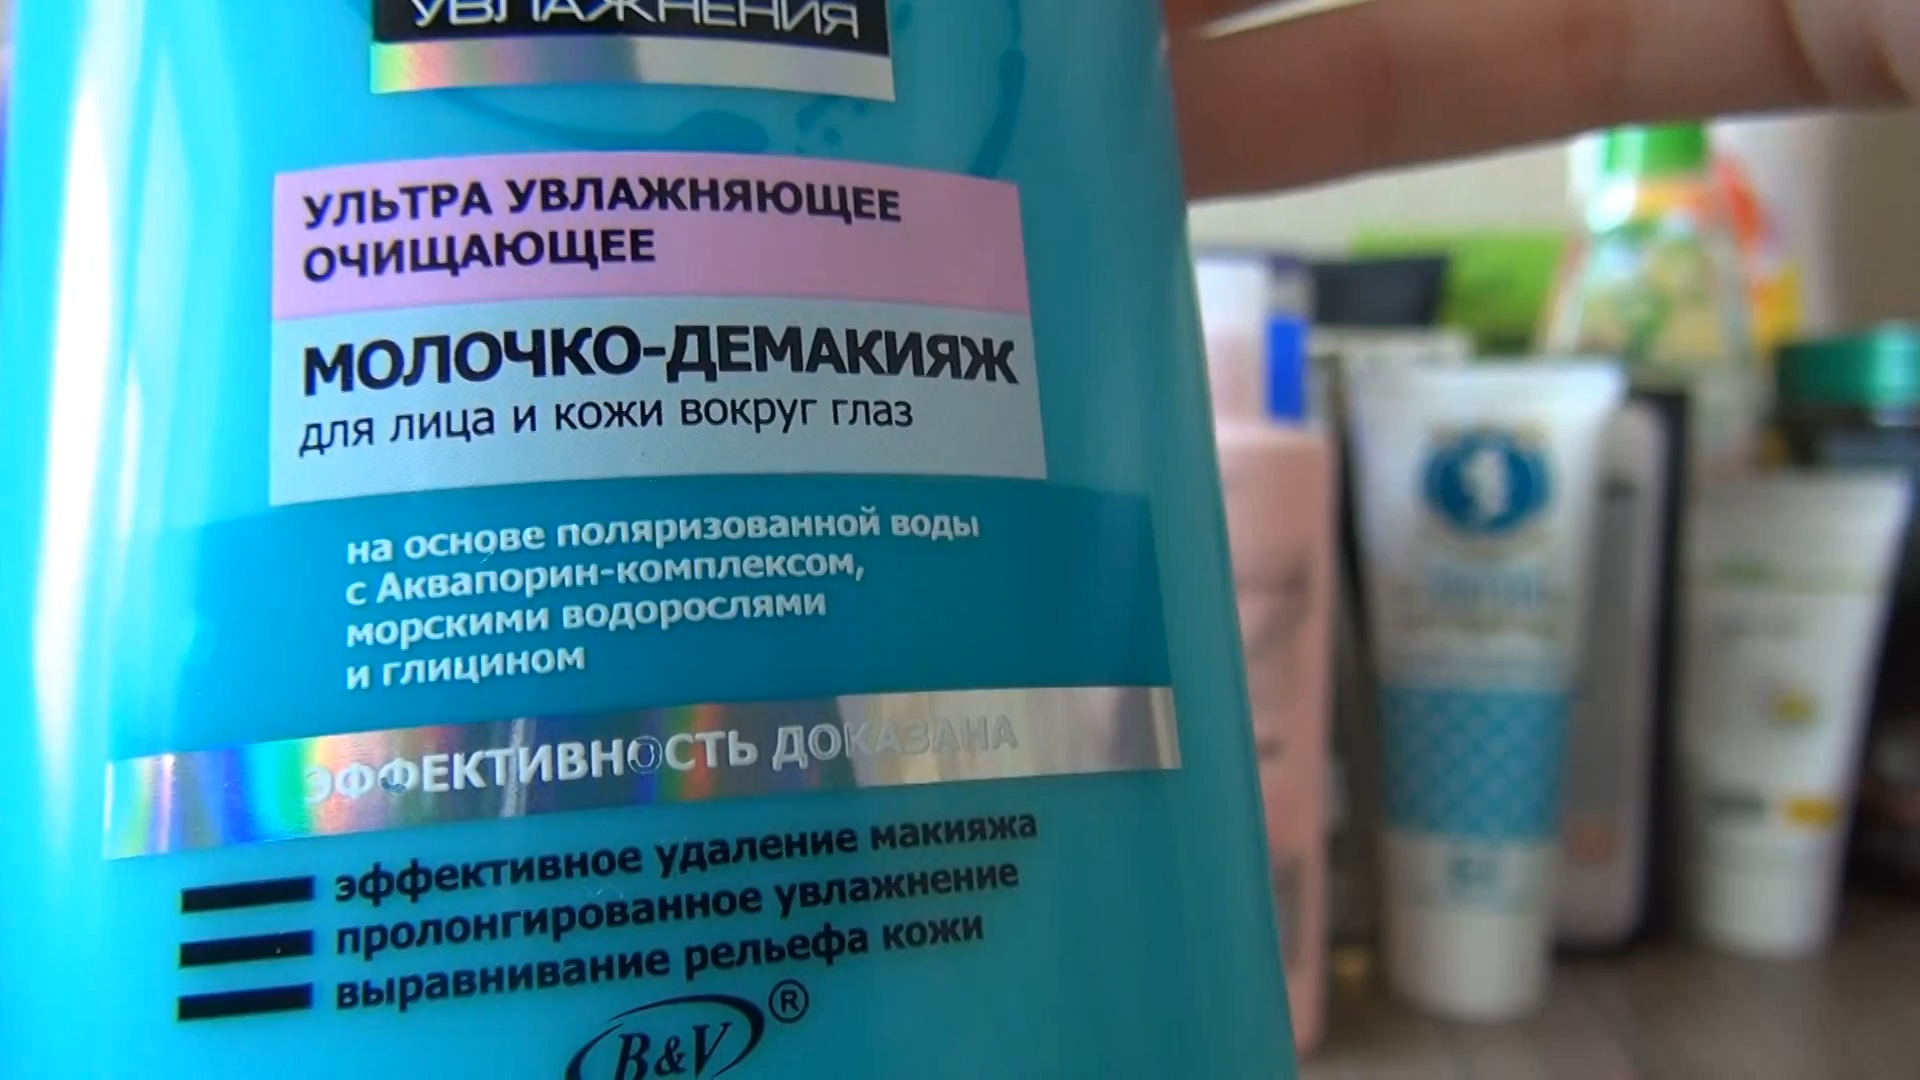 УВЛАЖНЕНИЯ
УЛЬТРА УВЛАЖНЯЮЩЕЕ
ОЧИЩАЮЩЕЕ
МОЛОЧКО-ДЕМАКИЯЖ
для лица и кожи вокруг глаз
на основе поляризованной воды
с Аквапорин-комплексом,
морскими водорослями
и глицином
ЭФФЕКТИВНОСТЬ ДОКАЗАНА
эффективное удаление макияжа
пролонгированное увлажнение
выравнивание рельефа кожи
B&V®